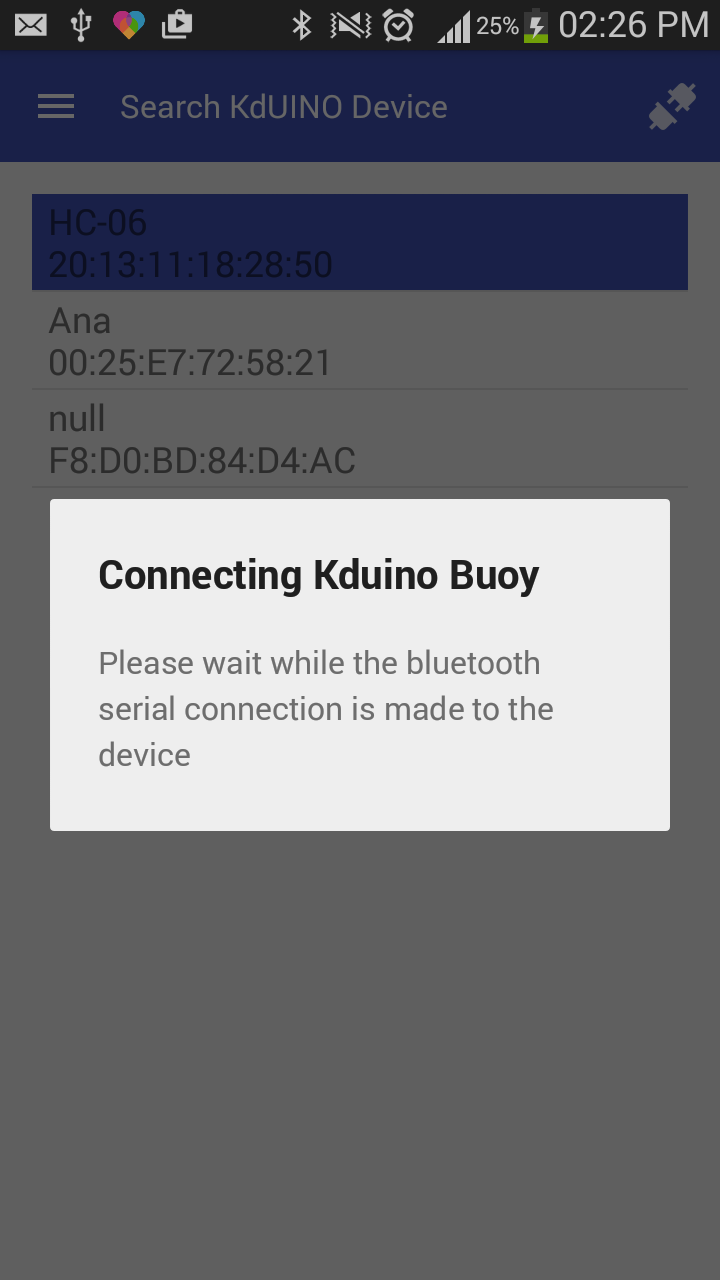 25% 02:26 PM
Search KdUINO Device
HC-06
20:13:11:18:28:50
Ana
00:25:E7:72:58:21
null
F8:D0:BD:84:D4:AC
Connecting Kduino Buoy
Please wait while the bluetooth
serial connection is made to the
device